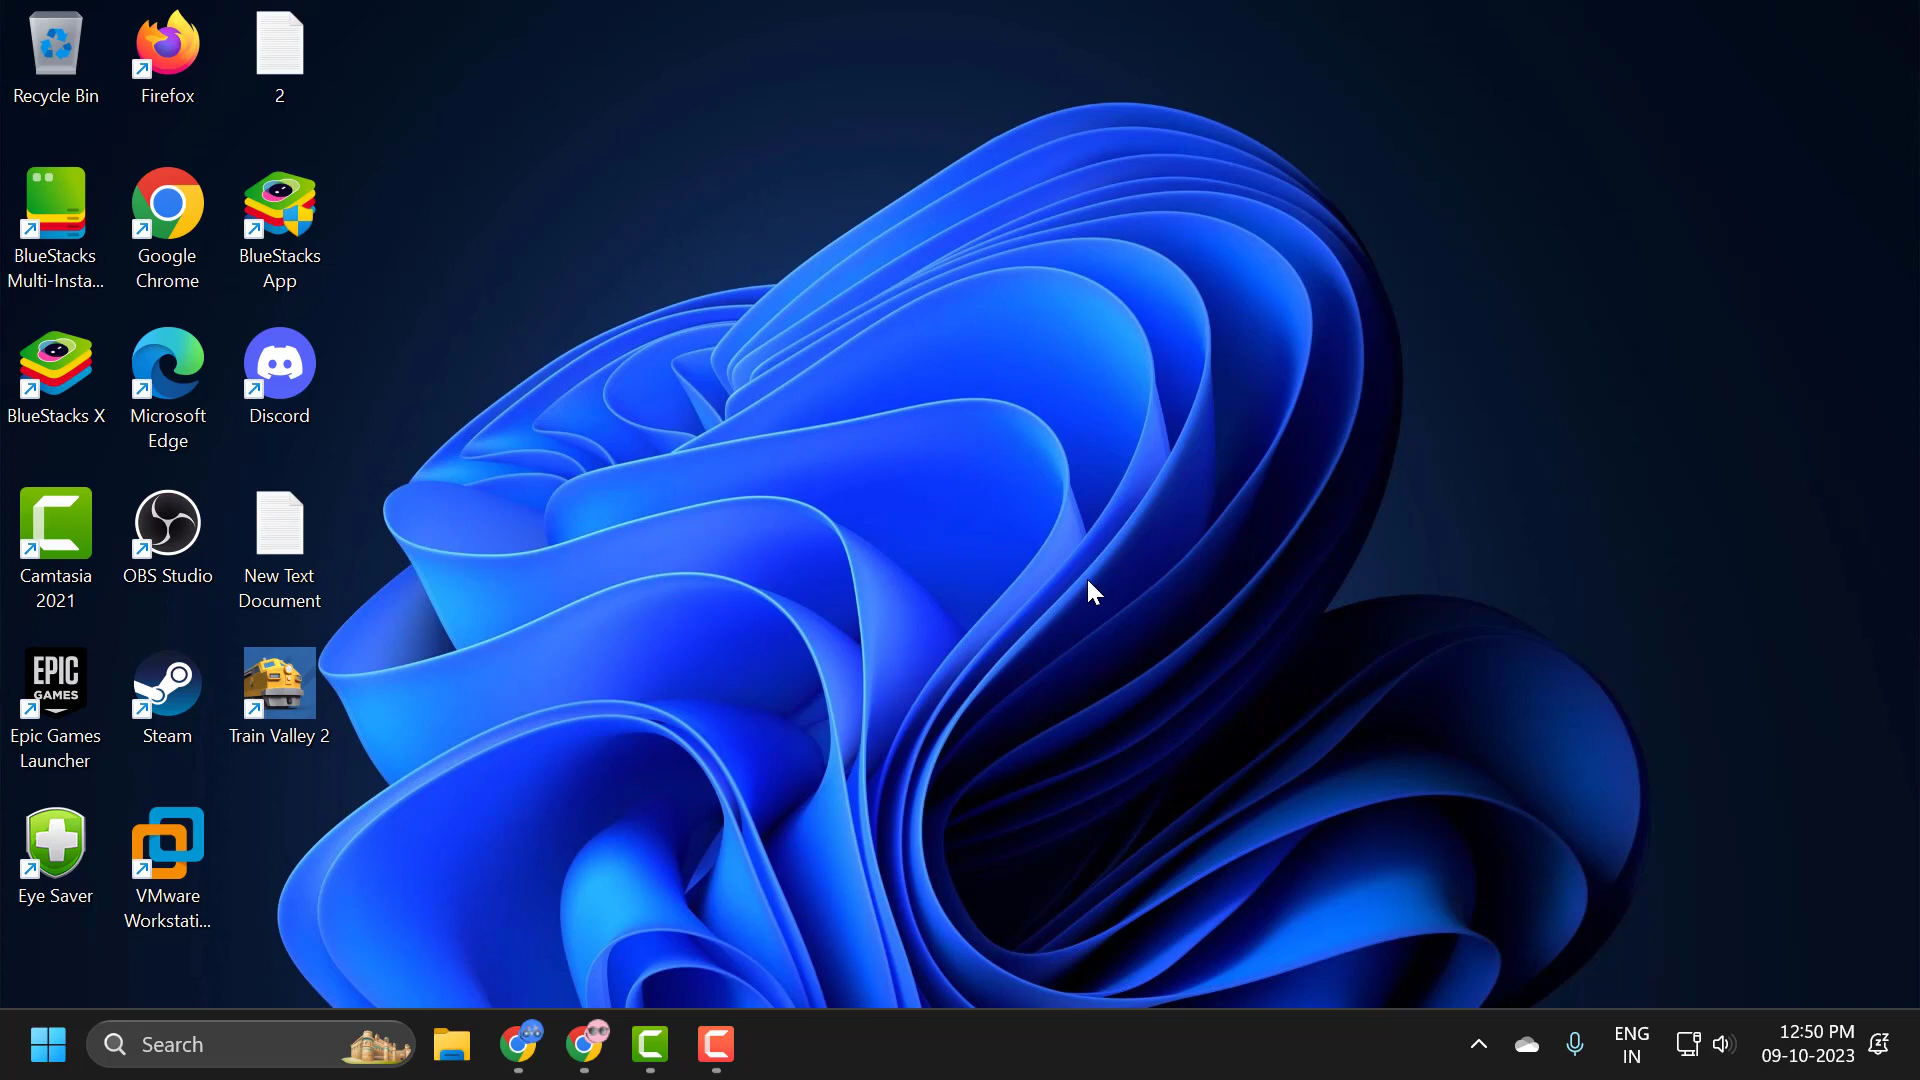 Recycle Bin
Firefox
2
BlueStacks
Multi-Insta...
Google
Chrome
BlueStacks
App
BlueStacks X
Microsoft
Edge
Discord
Camtasia
2021
OBS Studio
New Text
Document
EPIC
GAMES
Epic Games
Launcher
Steam
Train Valley 2
Eye Saver
VMware
Workstati...
Search
ENG
IN
12:50 PM
09-10-2023